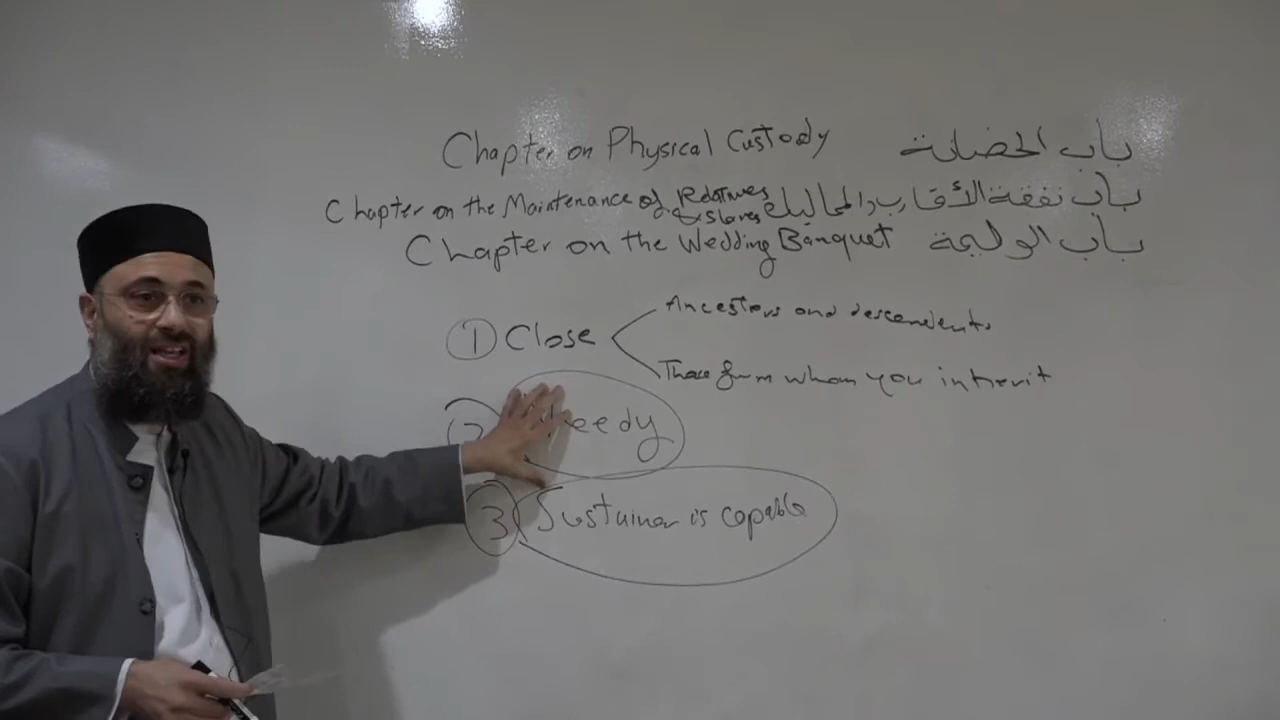 Chapter on Physical Custody باب الحضانة
Chapter on the Maintenance of Relatives & Slaves باب نفقة الأقارب والمماليك
Chapter on the Wedding Banquet باب الوليمة
1 Close
Ancestors and descendents
Those from whom you inherit
2 eedy
3 Sustainer is capable